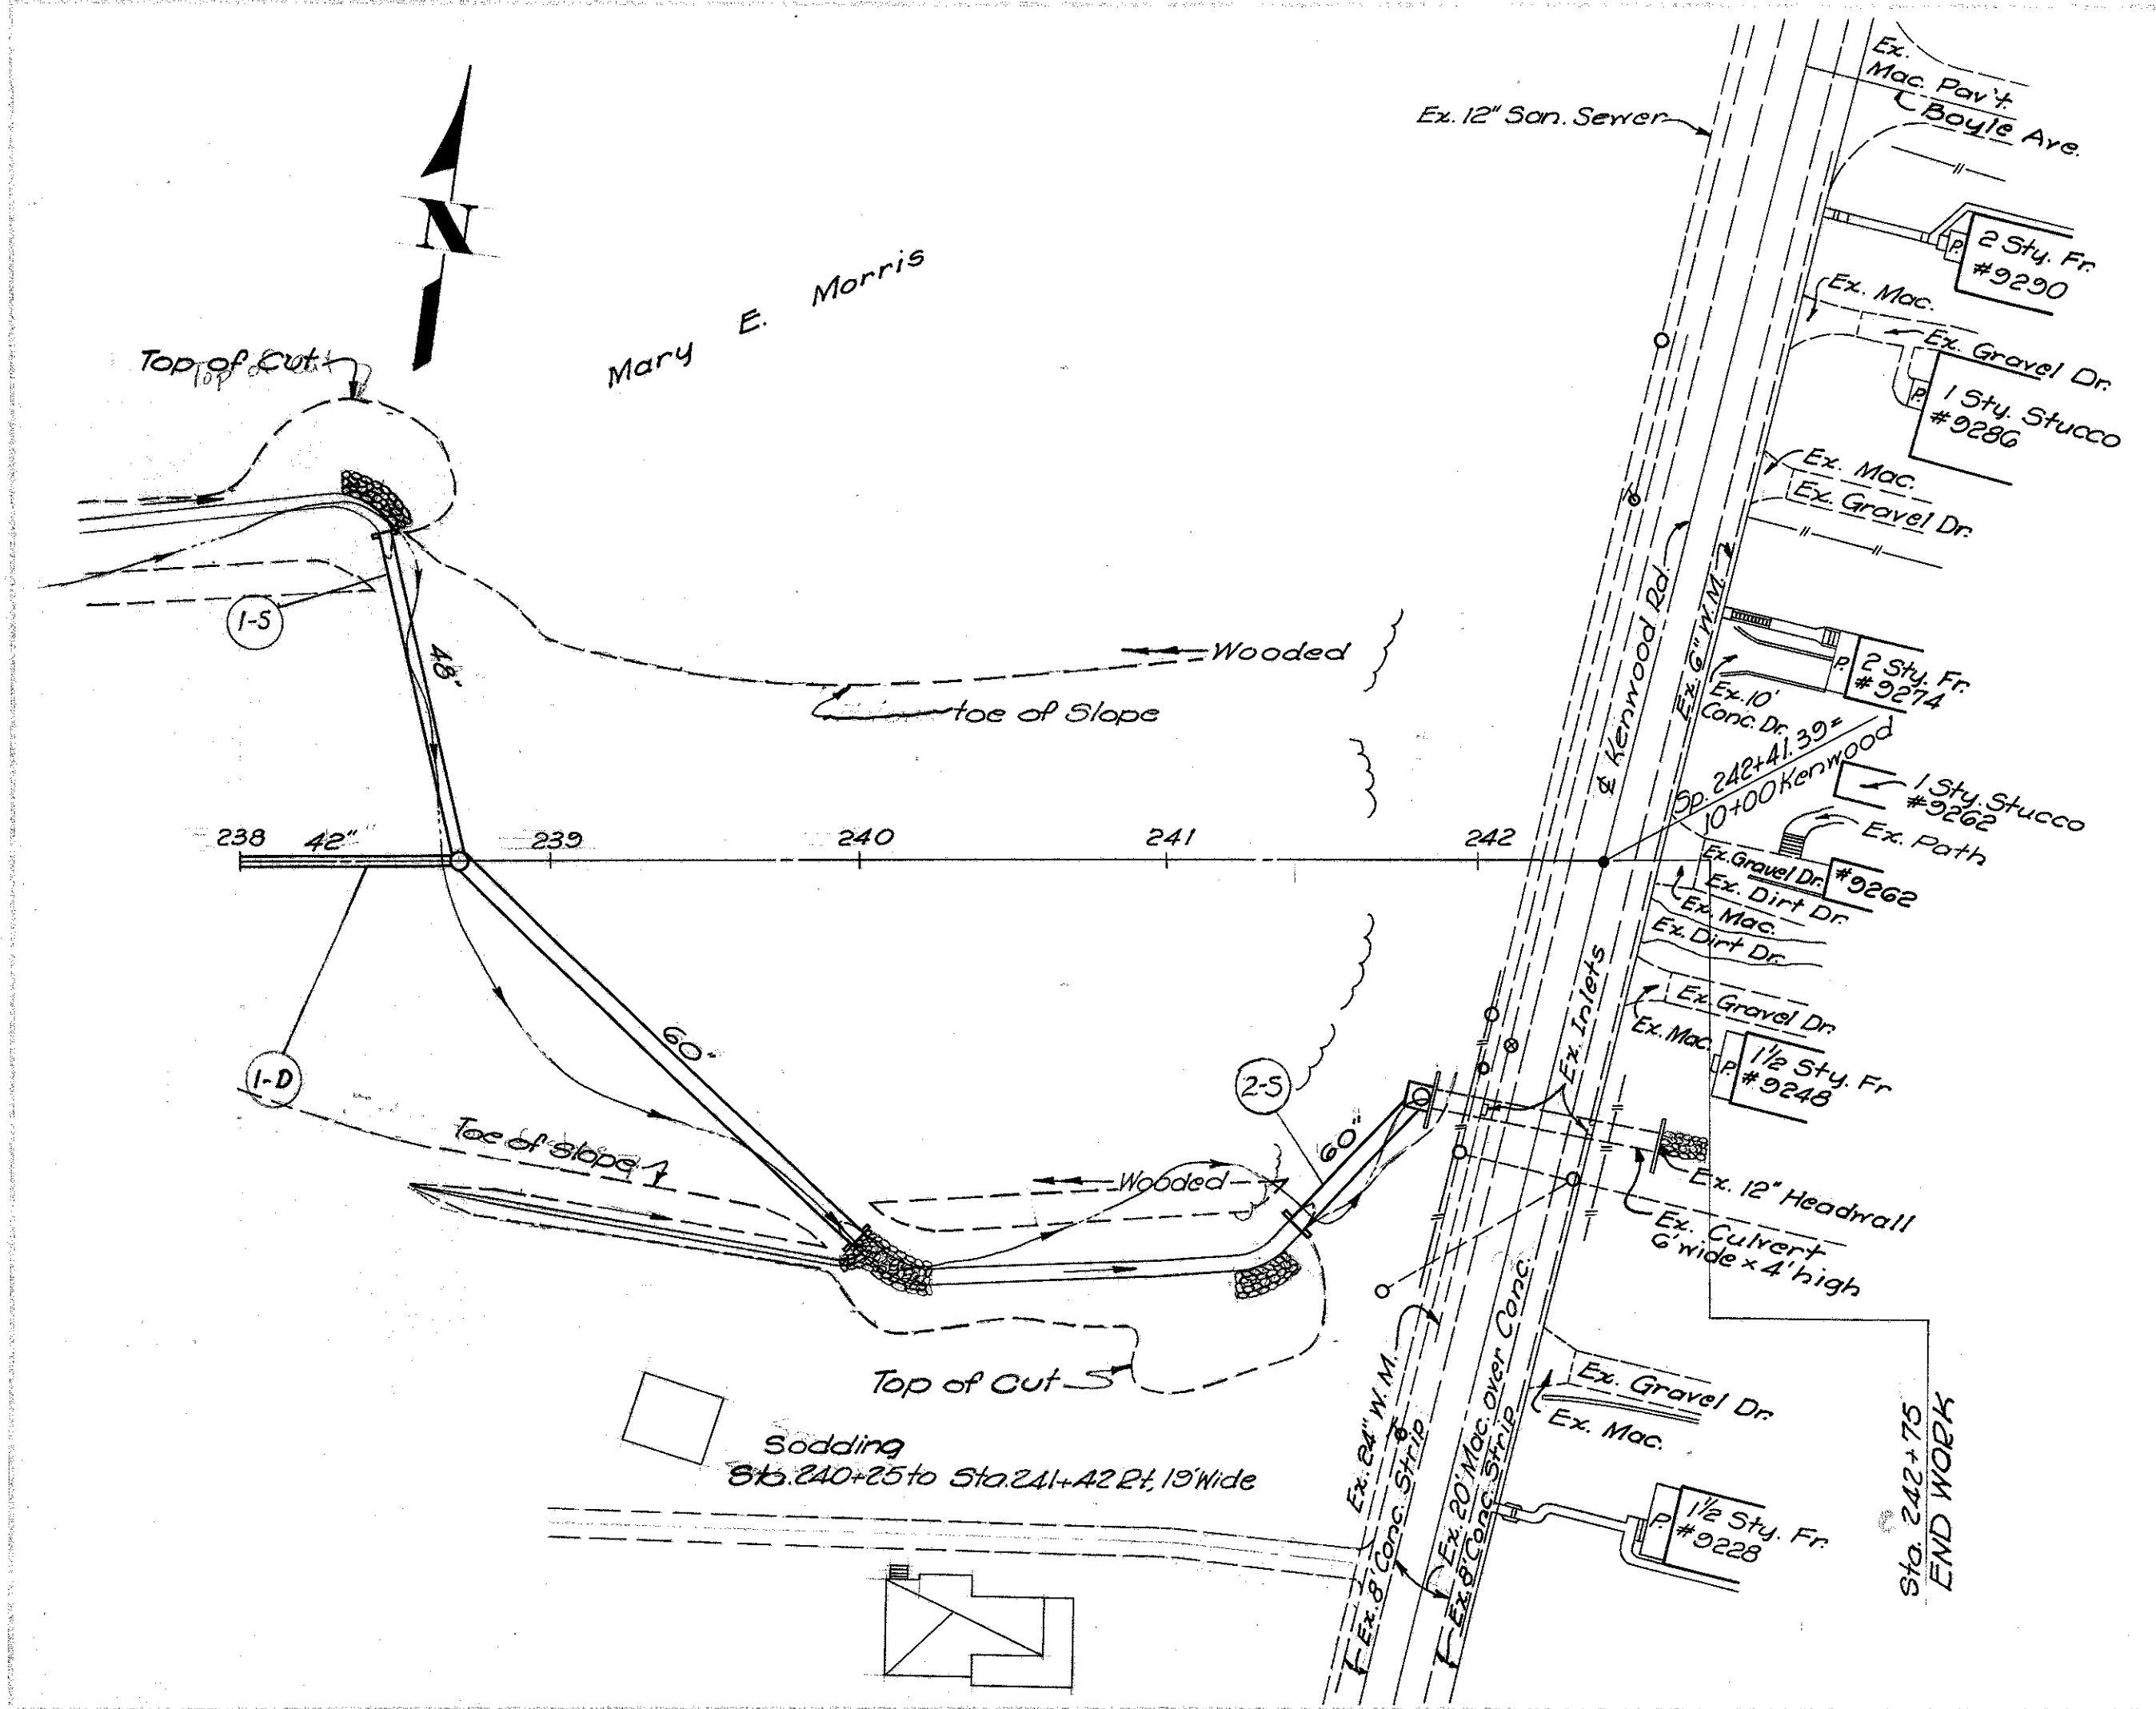 Ex.
Mac. Pav't.
Boyle Ave.
Ex. 12" San. Sewer
N
2 Sty. Fr.
#9290
P.
Mary E. Morris
Ex. Mac.
Ex. Gravel Dr.
Top of Cut
P.
1 Sty. Stucco
#9286
Ex. Mac.
Ex. Gravel Dr.
1-S
48"
Wooded
toe of Slope
℄ Kenwood Rd.
Ex. 6" W.M.
P.
2 Sty. Fr.
#9274
Ex. 10'
Conc. Dr.
Sp. 242+41.39=
10+00 Kenwood
1 Sty. Stucco
#9262
Ex. Path
238
42"
239
240
241
242
Ex. Gravel Dr.
#9262
Ex. Dirt Dr.
Ex. Mac.
Ex. Dirt Dr.
Ex. Inlets
Ex. Gravel Dr.
Ex. Mac.
60"
1-D
2-S
P.
1½ Sty. Fr
#9248
Toe of Slope
60"
Wooded
Ex. 12" Headwall
Ex. Culvert
6' wide x 4' high
Top of Cut
Ex. Gravel Dr.
Ex. Mac.
Sodding
Sta. 240+25 to Sta. 241+42 Rt, 19' Wide
Ex. 24" W.M.
Ex. 8' Conc. Strip
Ex. 20' Mac. over Conc.
Ex. 8' Conc. Strip
P.
1½ Sty. Fr.
#9228
Sta. 242+75
END WORK